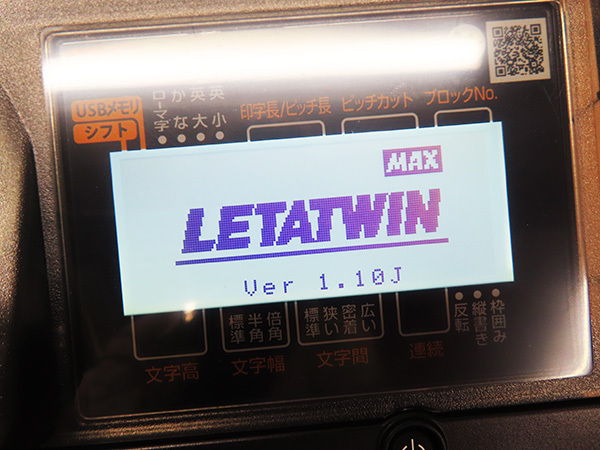 USBメモリ
シフト
ローマ字
かな
英大
英小
印字長/ピッチ長
ピッチカット
ブロックNo.
MAX
LETATWIN
Ver 1.10J
標準
半角
倍角
標準
狭い
密着
広い
反転
縦書き
枠囲み
文字高
文字幅
文字間
連続